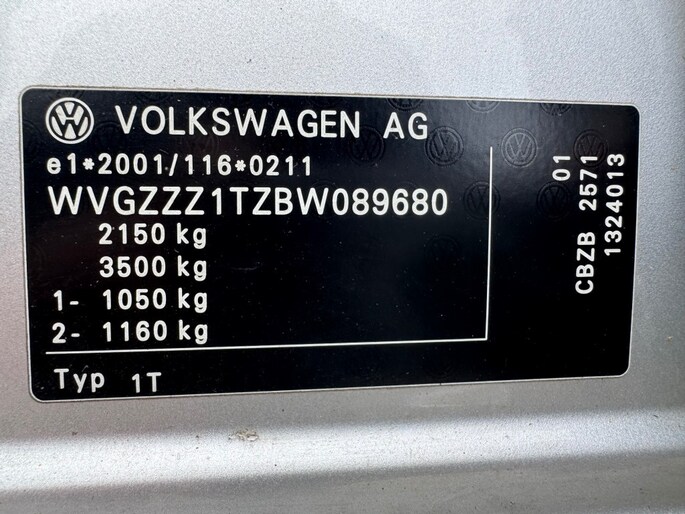 VOLKSWAGEN AG
e1*2001/116*0211
WVGZZZ1TZBW089680
2150 kg
3500 kg
1- 1050 kg
2- 1160 kg
Typ 1T
01
CBZB 2571
1324013